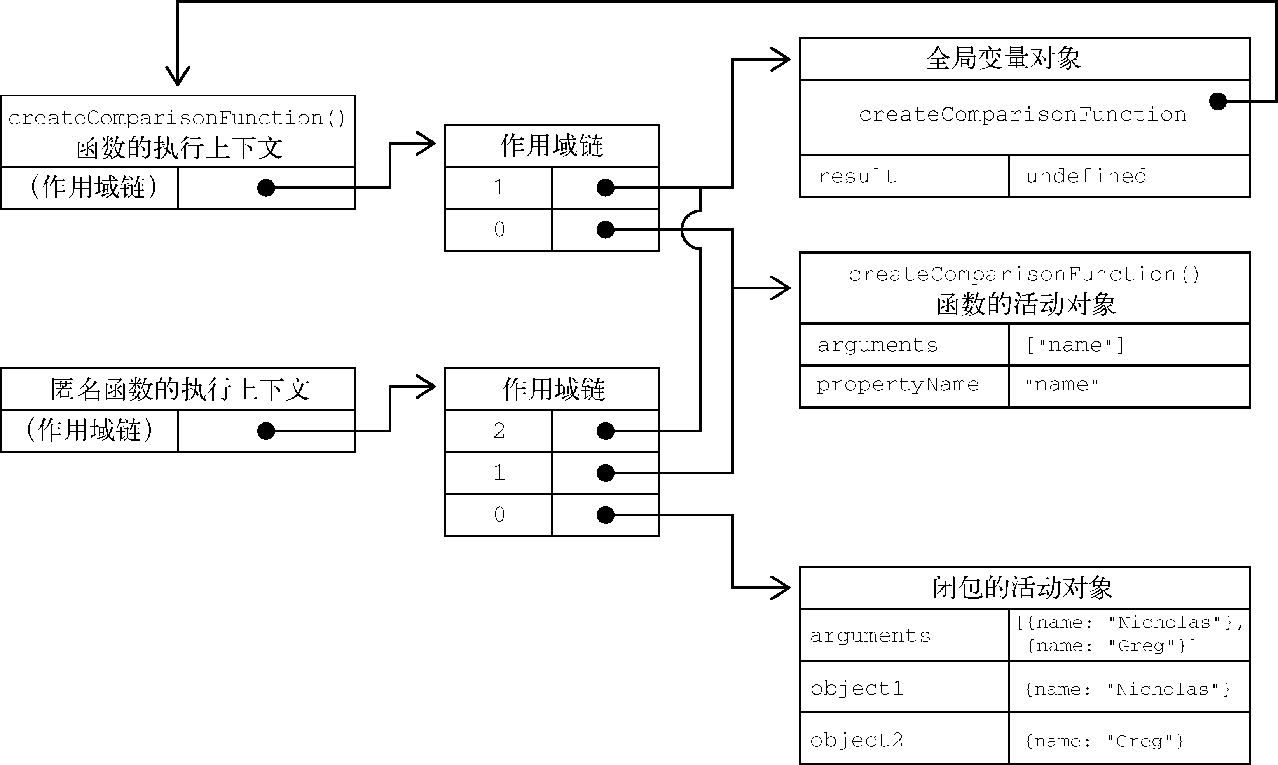 createComparisonFunction()
函数的执行上下文
(作用域链)
作用域链
1
0
全局变量对象
createComparisonFunction
result undefined
createComparisonFunction()
函数的活动对象
arguments ["name"]
propertyName "name"
匿名函数的执行上下文
(作用域链)
作用域链
2
1
0
闭包的活动对象
arguments [{name: "Nicholas"},
{name: "Greg"}]
object1 {name: "Nicholas"}
object2 {name: "Greg"}